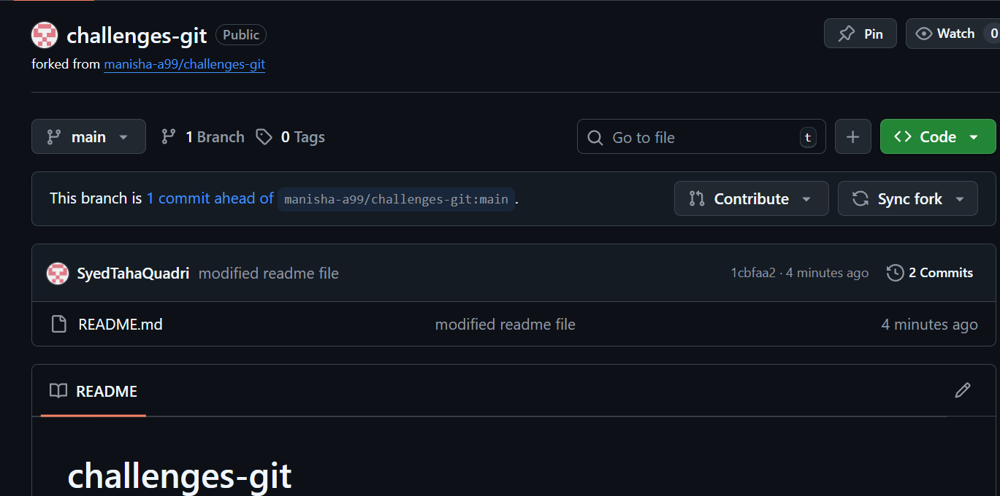 challenges-git Public Pin Watch 0
forked from manisha-a99/challenges-git
main 1 Branch 0 Tags Go to file t + Code
This branch is 1 commit ahead of manisha-a99/challenges-git:main . Contribute Sync fork
SyedTahaQuadri modified readme file 1cbfaa2 · 4 minutes ago 2 Commits
README.md modified readme file 4 minutes ago
README
challenges-git